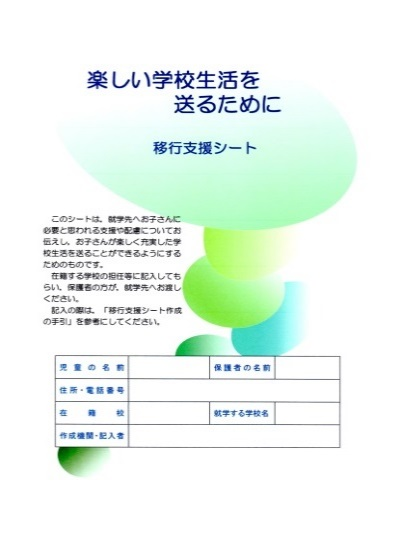 楽しい学校生活を
送るために
移行支援シート
このシートは、就学先へお子さんに
必要と思われる支援や配慮についてお
伝えし、お子さんが楽しく充実した学
校生活を送ることができるようにする
ためのものです。
在籍する学校の担任等に記入しても
らい、保護者の方が、就学先へお渡し
ください。
記入の際は、「移行支援シート作成
の手引」を参考にしてください。
児童の名前 保護者の名前
住所・電話番号
在籍校 就学する学校名
作成機関・記入者